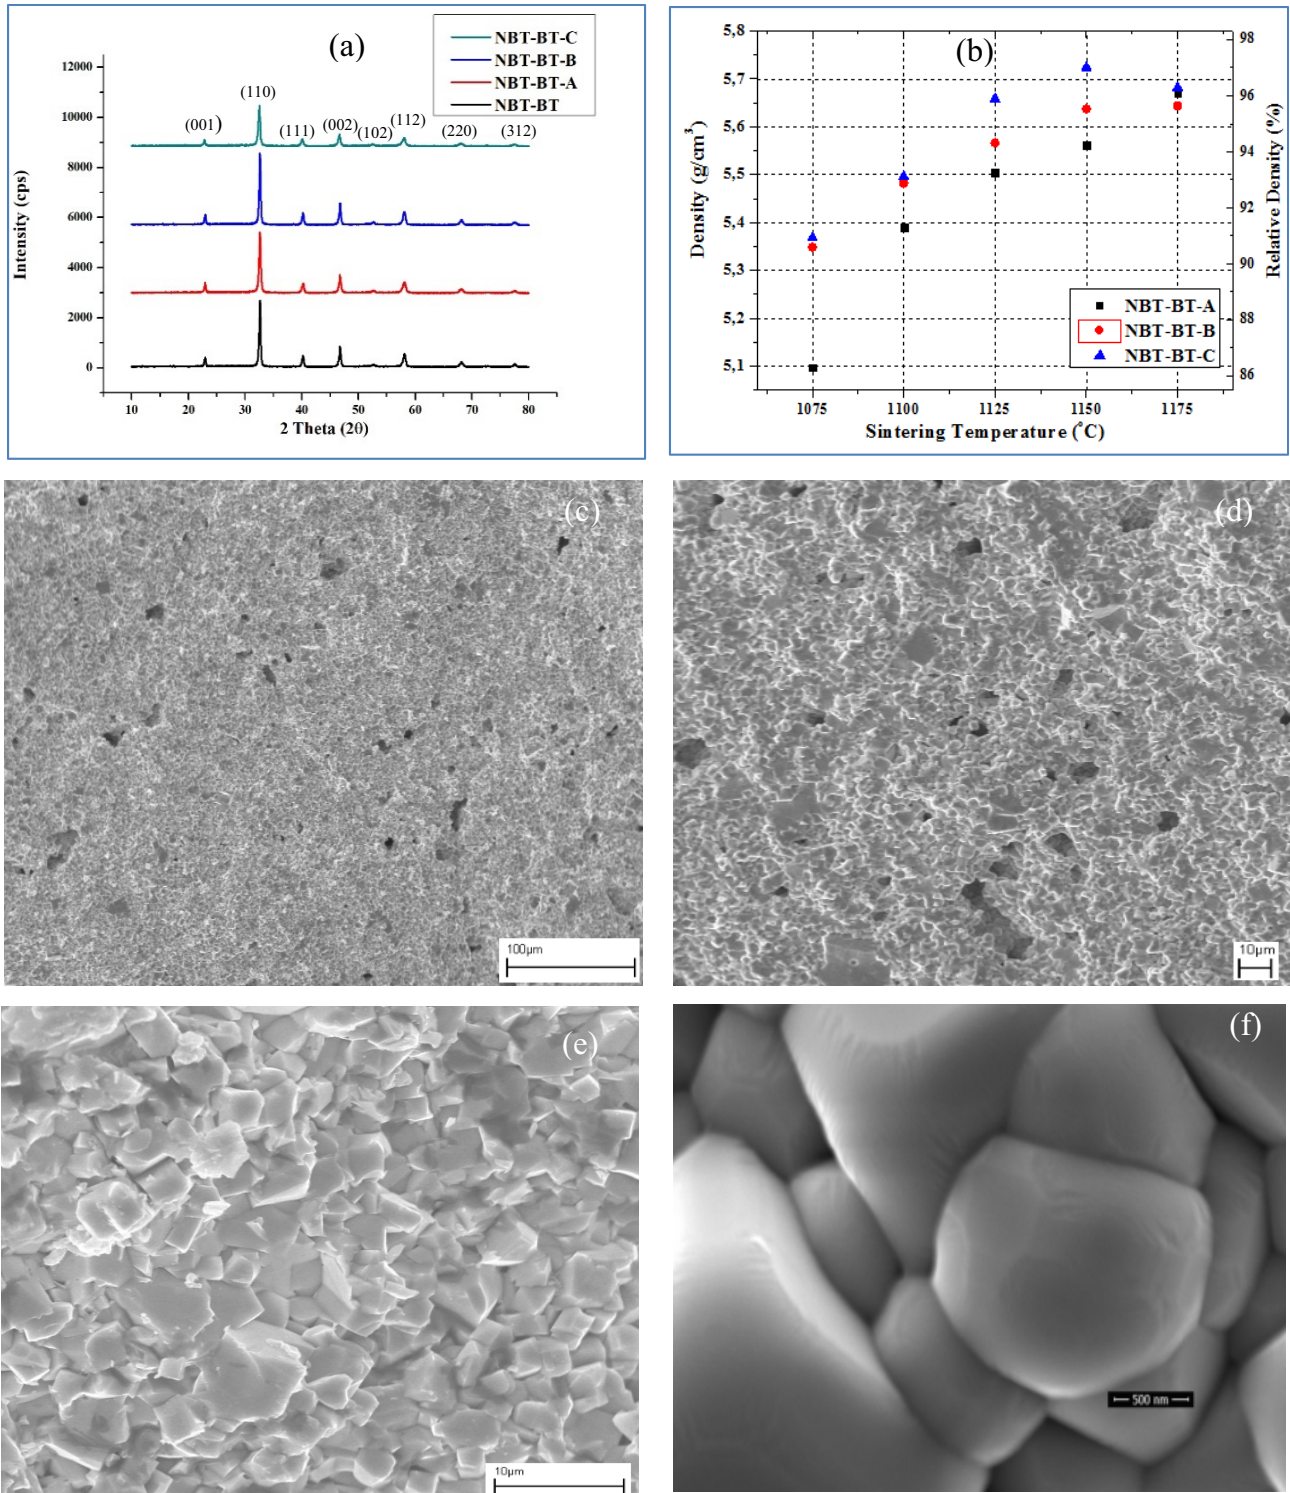 (a)
NBT-BT-C
NBT-BT-B
NBT-BT-A
NBT-BT
12000
10000
8000
6000
4000
2000
0
Intensity (cps)
(001)
(110)
(111)
(002)
(102)
(112)
(220)
(312)
10 20 30 40 50 60 70 80
2 Theta (2θ)
(b)
5,8
5,7
5,6
5,5
5,4
5,3
5,2
5,1
Density (g/cm³)
98
96
94
92
90
88
86
Relative Density (%)
NBT-BT-A
NBT-BT-B
NBT-BT-C
1075 1100 1125 1150 1175
Sintering Temperature (°C)
(c)
100µm
(d)
10µm
(e)
10µm
(f)
500 nm